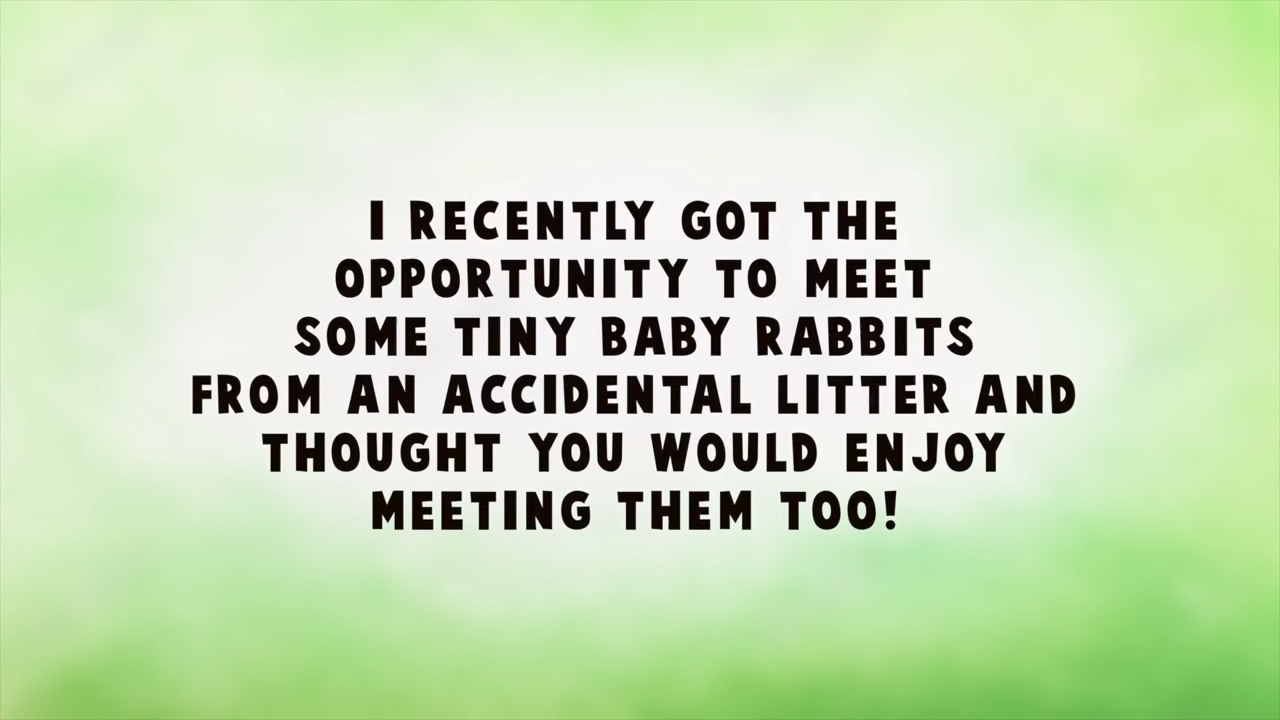 I RECENTLY GOT THE
OPPORTUNITY TO MEET
SOME TINY BABY RABBITS
FROM AN ACCIDENTAL LITTER AND
THOUGHT YOU WOULD ENJOY
MEETING THEM TOO!